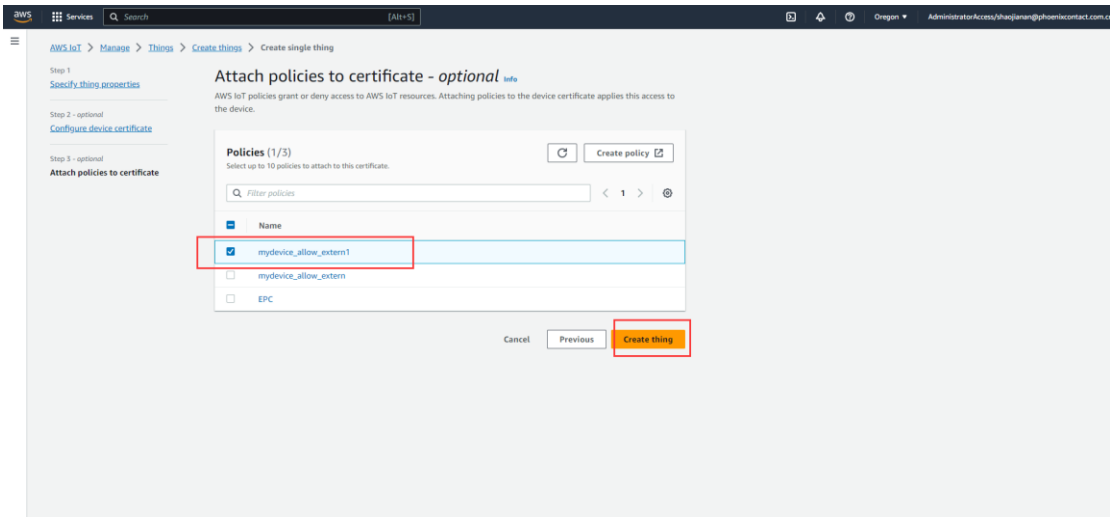 aws
Services
Search
[Alt+S]
Oregon
AdministratorAccess/shaojianan@phoenixcontact.com.c
AWS IoT > Manage > Things > Create things > Create single thing
Step 1
Specify thing properties
Step 2 - optional
Configure device certificate
Step 3 - optional
Attach policies to certificate
Attach policies to certificate - optional Info
AWS IoT policies grant or deny access to AWS IoT resources. Attaching policies to the device certificate applies this access to
the device.
Policies (1/3)
Select up to 10 policies to attach to this certificate.
Create policy
Filter policies
< 1 >
Name
mydevice_allow_extern1
mydevice_allow_extern
EPC
Cancel
Previous
Create thing